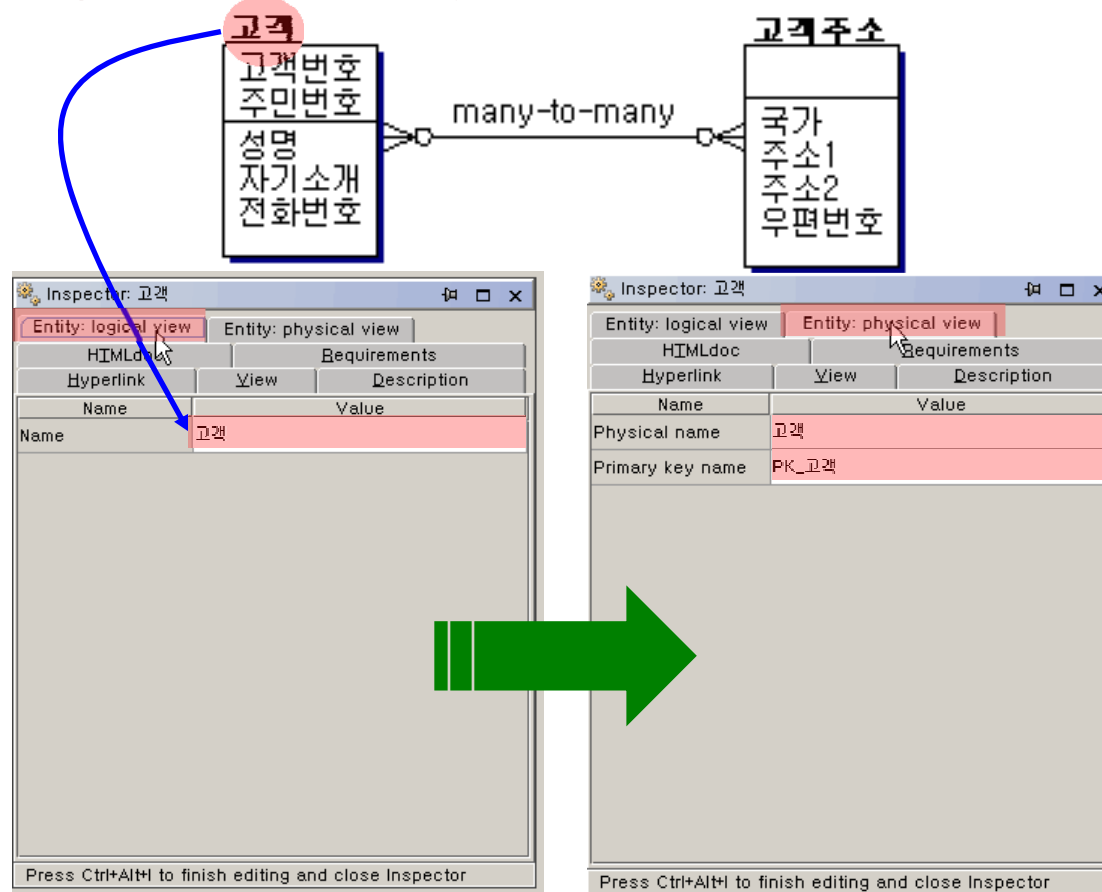 고객
고객번호
주민번호
성명
자기소개
전화번호
many-to-many
고객주소
국가
주소1
주소2
우편번호
Inspector: 고객
Entity: logical view
Entity: physical view
HTMLdoc
Requirements
Hyperlink
View
Description
Name
Value
Name
고객
Press Ctrl+Alt+I to finish editing and close Inspector
Inspector: 고객
Entity: logical view
Entity: physical view
HTMLdoc
Requirements
Hyperlink
View
Description
Name
Value
Physical name
고객
Primary key name
PK_고객
Press Ctrl+Alt+I to finish editing and close Inspector